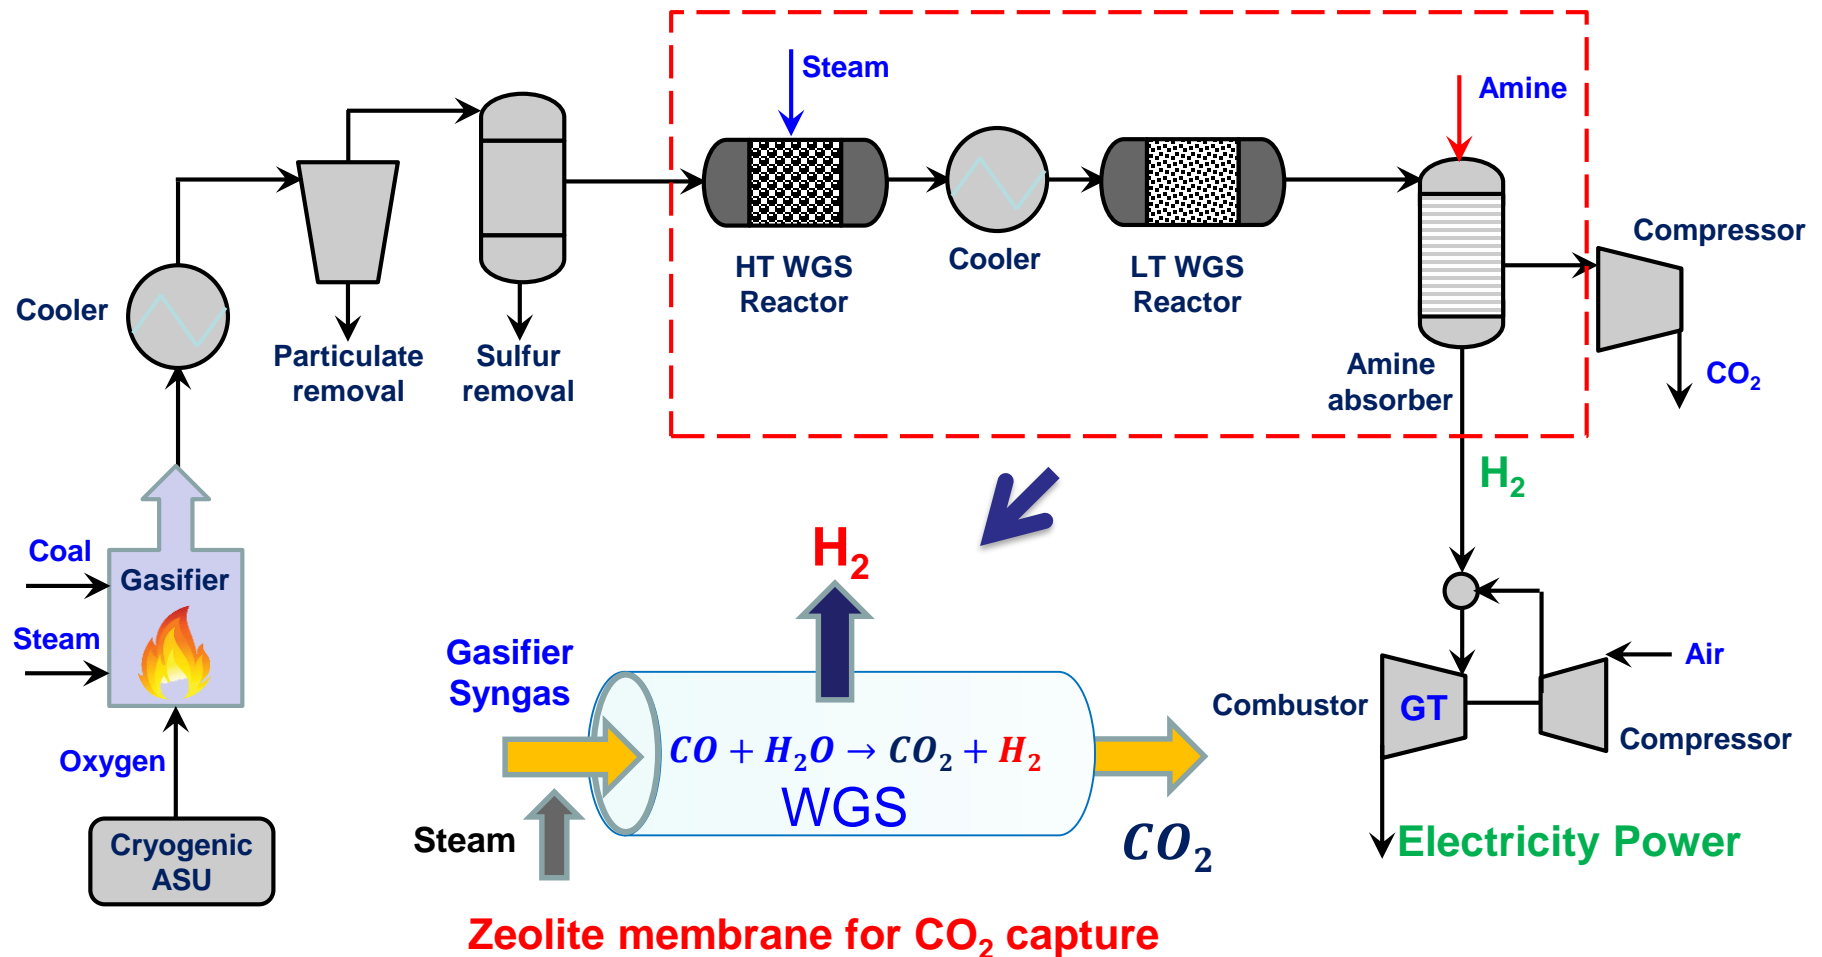 Steam
Amine
HT WGS
Reactor
Cooler
LT WGS
Reactor
Compressor
Cooler
Particulate
removal
Sulfur
removal
Amine
absorber
CO₂
H₂
Coal
Gasifier
Steam
Oxygen
Cryogenic
ASU
H₂
Gasifier
Syngas
CO + H₂O → CO₂ + H₂
WGS
Steam
CO₂
Air
Combustor
GT
Compressor
Electricity Power
Zeolite membrane for CO₂ capture